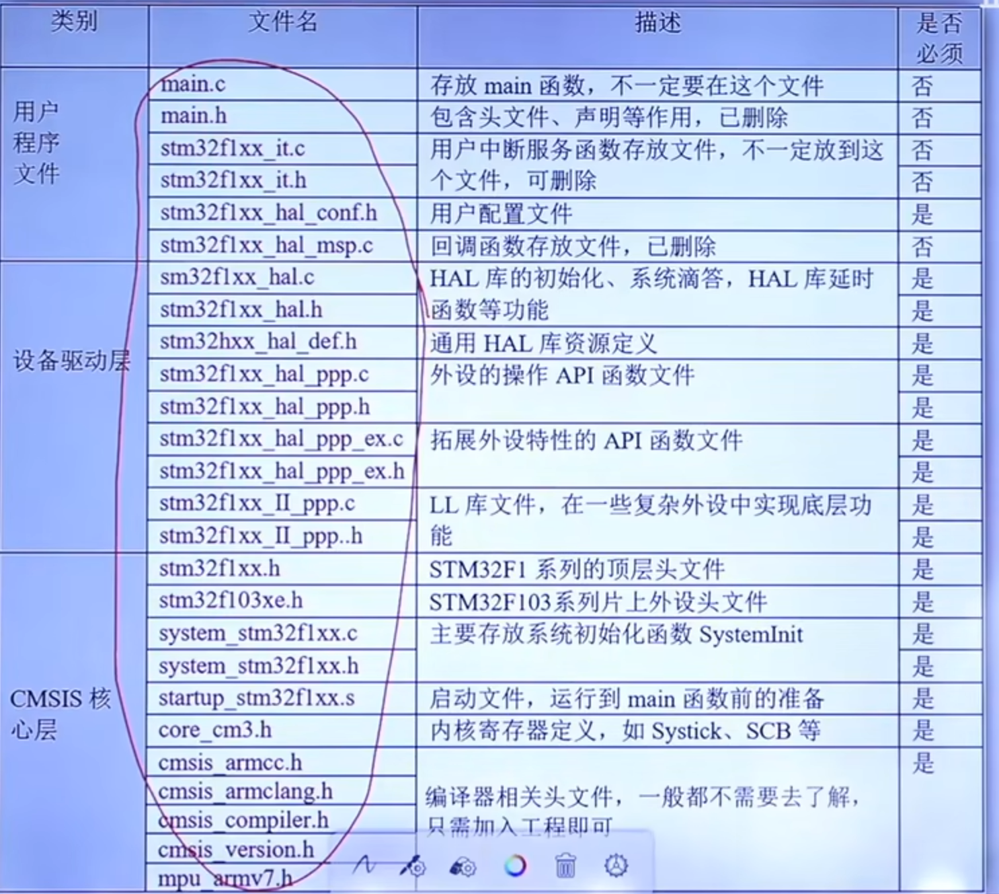 类别 文件名 描述 是否
必须
用户
程序
文件
main.c 存放 main 函数，不一定要在这个文件 否
main.h 包含头文件、声明等作用，已删除 否
stm32f1xx_it.c 用户中断服务函数存放文件，不一定放到这 否
stm32f1xx_it.h 个文件，可删除 否
stm32f1xx_hal_conf.h 用户配置文件 是
stm32f1xx_hal_msp.c 回调函数存放文件，已删除 否
设备驱动层
sm32f1xx_hal.c HAL 库的初始化、系统滴答，HAL 库延时 是
stm32f1xx_hal.h 函数等功能 是
stm32hxx_hal_def.h 通用 HAL 库资源定义 是
stm32f1xx_hal_ppp.c 外设的操作 API 函数文件 是
stm32f1xx_hal_ppp.h 是
stm32f1xx_hal_ppp_ex.c 拓展外设特性的 API 函数文件 是
stm32f1xx_hal_ppp_ex.h 是
stm32f1xx_II_ppp.c LL 库文件，在一些复杂外设中实现底层功 是
stm32f1xx_II_ppp..h 能 是
CMSIS 核
心层
stm32f1xx.h STM32F1 系列的顶层头文件 是
stm32f103xe.h STM32F103系列片上外设头文件 是
system_stm32f1xx.c 主要存放系统初始化函数 SystemInit 是
system_stm32f1xx.h 是
startup_stm32f1xx.s 启动文件，运行到 main 函数前的准备 是
core_cm3.h 内核寄存器定义，如 Systick、SCB 等 是
cmsis_armcc.h 是
cmsis_armclang.h 编译器相关头文件，一般都不需要去了解，
cmsis_compiler.h 只需加入工程即可
cmsis_version.h
mpu_armv7.h